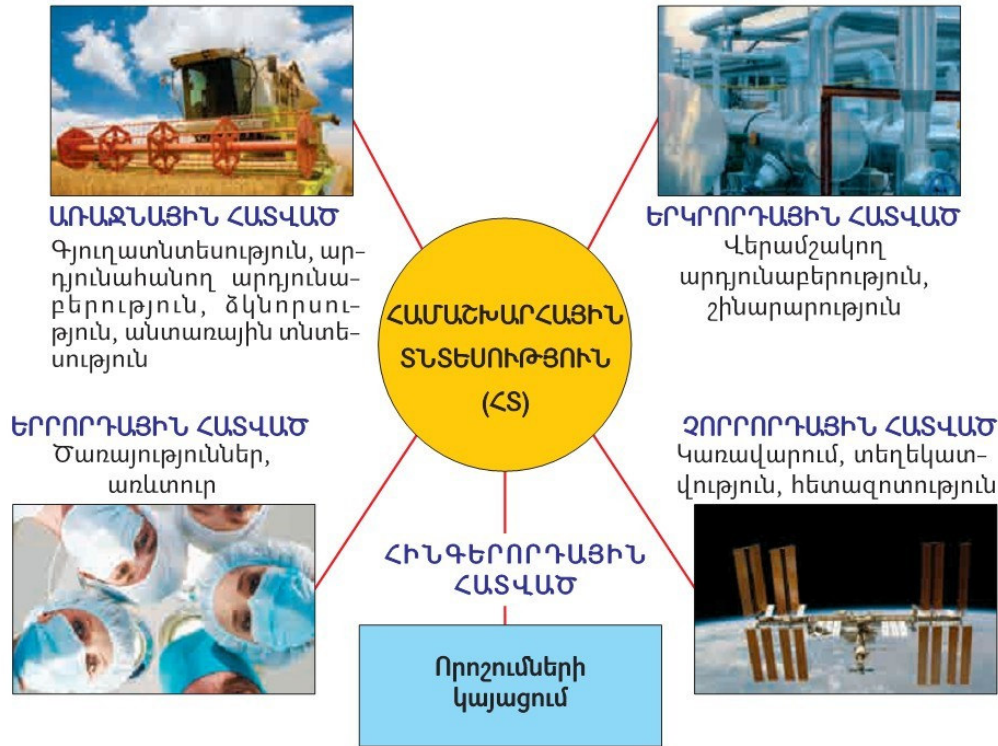 ԱՌԱՋՆԱՅԻՆ ՀԱՏՎԱԾ
Գյուղատնտեսություն, ար-
դյունահանող արդյունա-
բերություն, ձկնորսու-
թյուն, անտառային տնտե-
սություն
ԵՐԿՐՈՐԴԱՅԻՆ ՀԱՏՎԱԾ
Վերամշակող
արդյունաբերություն,
շինարարություն
ՀԱՄԱՇԽԱՐՀԱՅԻՆ
ՏՆՏԵՍՈՒԹՅՈՒՆ
(ՀՏ)
ԵՐՐՈՐԴԱՅԻՆ ՀԱՏՎԱԾ
Ծառայություններ,
առևտուր
ՉՈՐՐՈՐԴԱՅԻՆ ՀԱՏՎԱԾ
Կառավարում, տեղեկատ-
վություն, հետազոտություն
ՀԻՆԳԵՐՈՐԴԱՅԻՆ
ՀԱՏՎԱԾ
Որոշումների
կայացում